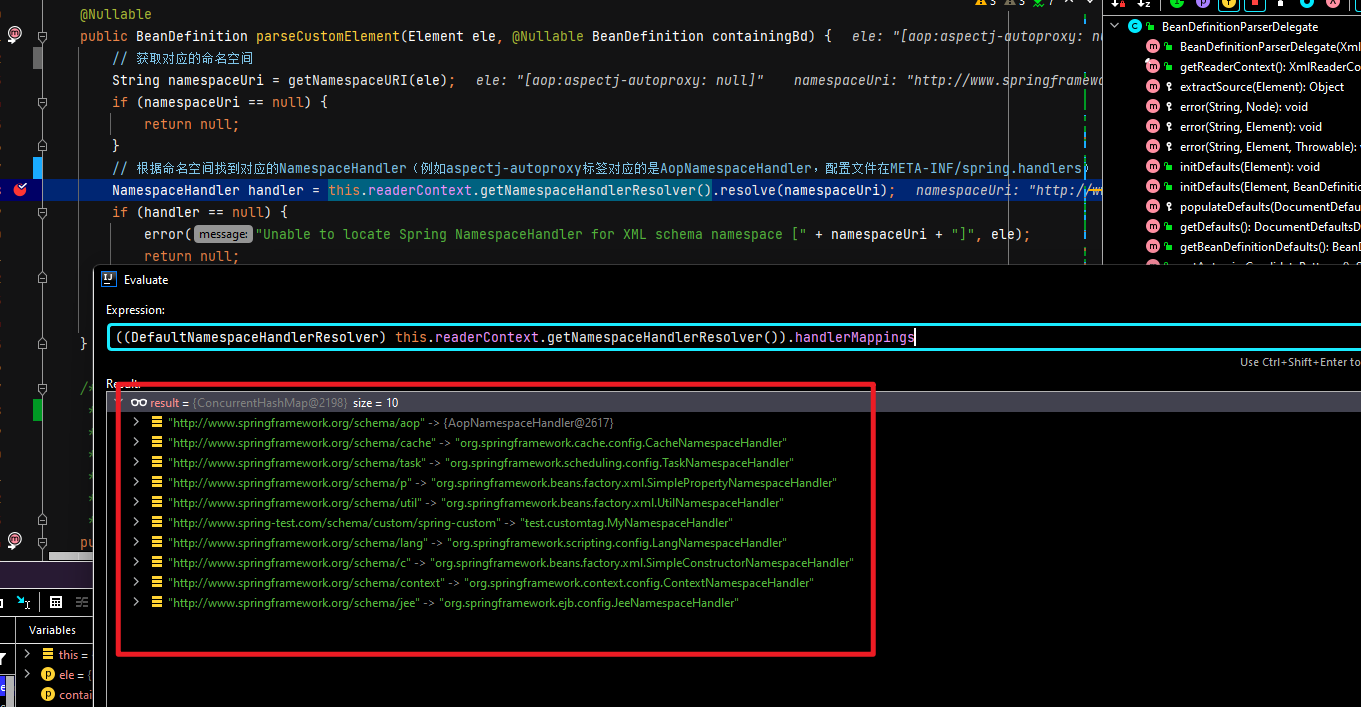 @Nullable
public BeanDefinition parseCustomElement(Element ele, @Nullable BeanDefinition containingBd) {   ele: "[aop:aspectj-autoproxy: nu
// 获取对应的命名空间
String namespaceUri = getNamespaceURI(ele);   ele: "[aop:aspectj-autoproxy: null]"    namespaceUri: "http://www.springframewo
if (namespaceUri == null) {
return null;
}
// 根据命名空间找到对应的NamespaceHandler（例如aspectj-autoproxy标签对应的是AopNamespaceHandler，配置文件在META-INF/spring.handlers）
NamespaceHandler handler = this.readerContext.getNamespaceHandlerResolver().resolve(namespaceUri);   namespaceUri: "http://ww
if (handler == null) {
error( message: "Unable to locate Spring NamespaceHandler for XML schema namespace [" + namespaceUri + "]", ele);
return null;
}
/*
*
pu
3
3
7
BeanDefinitionParserDelegate
BeanDefinitionParserDelegate(Xml
getReaderContext(): XmlReaderCo
extractSource(Element): Object
error(String, Node): void
error(String, Element): void
error(String, Element, Throwable): v
initDefaults(Element): void
initDefaults(Element, BeanDefinitio
populateDefaults(DocumentDefau
getDefaults(): DocumentDefaultsD
getBeanDefinitionDefaults(): BeanD
Evaluate
Expression:
((DefaultNamespaceHandlerResolver) this.readerContext.getNamespaceHandlerResolver()).handlerMappings
Use Ctrl+Shift+Enter to
Result:
result = {ConcurrentHashMap@2198}  size = 10
"http://www.springframework.org/schema/aop" -> {AopNamespaceHandler@2617}
"http://www.springframework.org/schema/cache" -> "org.springframework.cache.config.CacheNamespaceHandler"
"http://www.springframework.org/schema/task" -> "org.springframework.scheduling.config.TaskNamespaceHandler"
"http://www.springframework.org/schema/p" -> "org.springframework.beans.factory.xml.SimplePropertyNamespaceHandler"
"http://www.springframework.org/schema/util" -> "org.springframework.beans.factory.xml.UtilNamespaceHandler"
"http://www.spring-test.com/schema/custom/spring-custom" -> "test.customtag.MyNamespaceHandler"
"http://www.springframework.org/schema/lang" -> "org.springframework.scripting.config.LangNamespaceHandler"
"http://www.springframework.org/schema/c" -> "org.springframework.beans.factory.xml.SimpleConstructorNamespaceHandler"
"http://www.springframework.org/schema/context" -> "org.springframework.context.config.ContextNamespaceHandler"
"http://www.springframework.org/schema/jee" -> "org.springframework.ejb.config.JeeNamespaceHandler"
Variables
this =
ele = {
contai